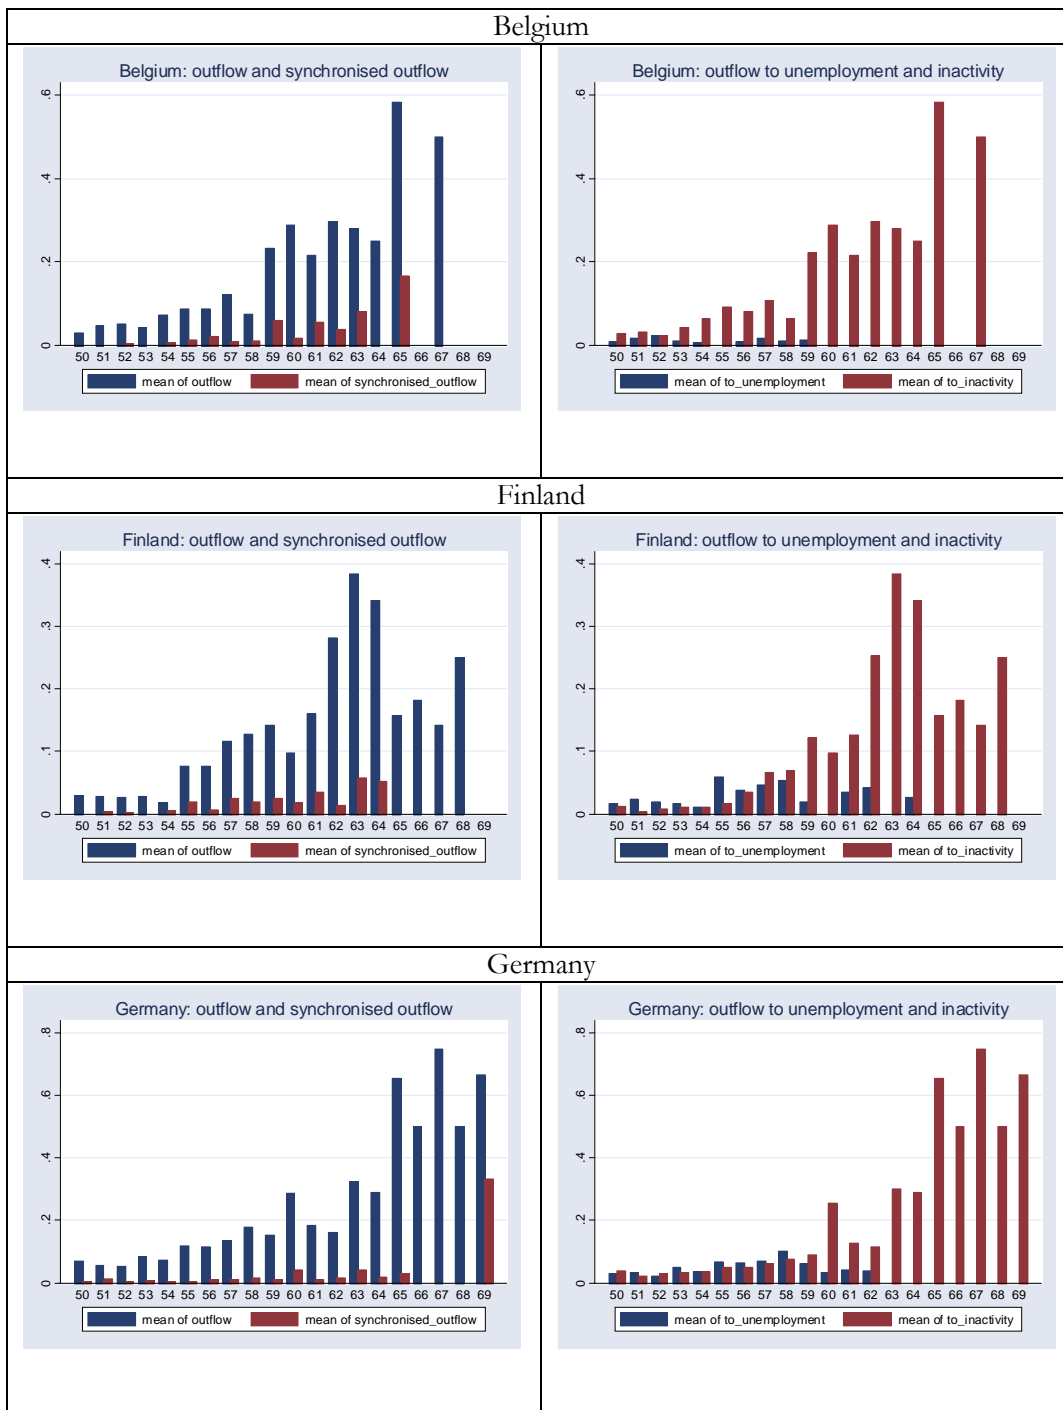 Belgium
Belgium: outflow and synchronised outflow
.6
.4
.2
0
50 51 52 53 54 55 56 57 58 59 60 61 62 63 64 65 66 67 68 69
mean of outflow mean of synchronised_outflow
Belgium: outflow to unemployment and inactivity
.6
.4
.2
0
50 51 52 53 54 55 56 57 58 59 60 61 62 63 64 65 66 67 68 69
mean of to_unemployment mean of to_inactivity
Finland
Finland: outflow and synchronised outflow
.4
.3
.2
.1
0
50 51 52 53 54 55 56 57 58 59 60 61 62 63 64 65 66 67 68 69
mean of outflow mean of synchronised_outflow
Finland: outflow to unemployment and inactivity
.4
.3
.2
.1
0
50 51 52 53 54 55 56 57 58 59 60 61 62 63 64 65 66 67 68 69
mean of to_unemployment mean of to_inactivity
Germany
Germany: outflow and synchronised outflow
.8
.6
.4
.2
0
50 51 52 53 54 55 56 57 58 59 60 61 62 63 64 65 66 67 68 69
mean of outflow mean of synchronised_outflow
Germany: outflow to unemployment and inactivity
.8
.6
.4
.2
0
50 51 52 53 54 55 56 57 58 59 60 61 62 63 64 65 66 67 68 69
mean of to_unemployment mean of to_inactivity